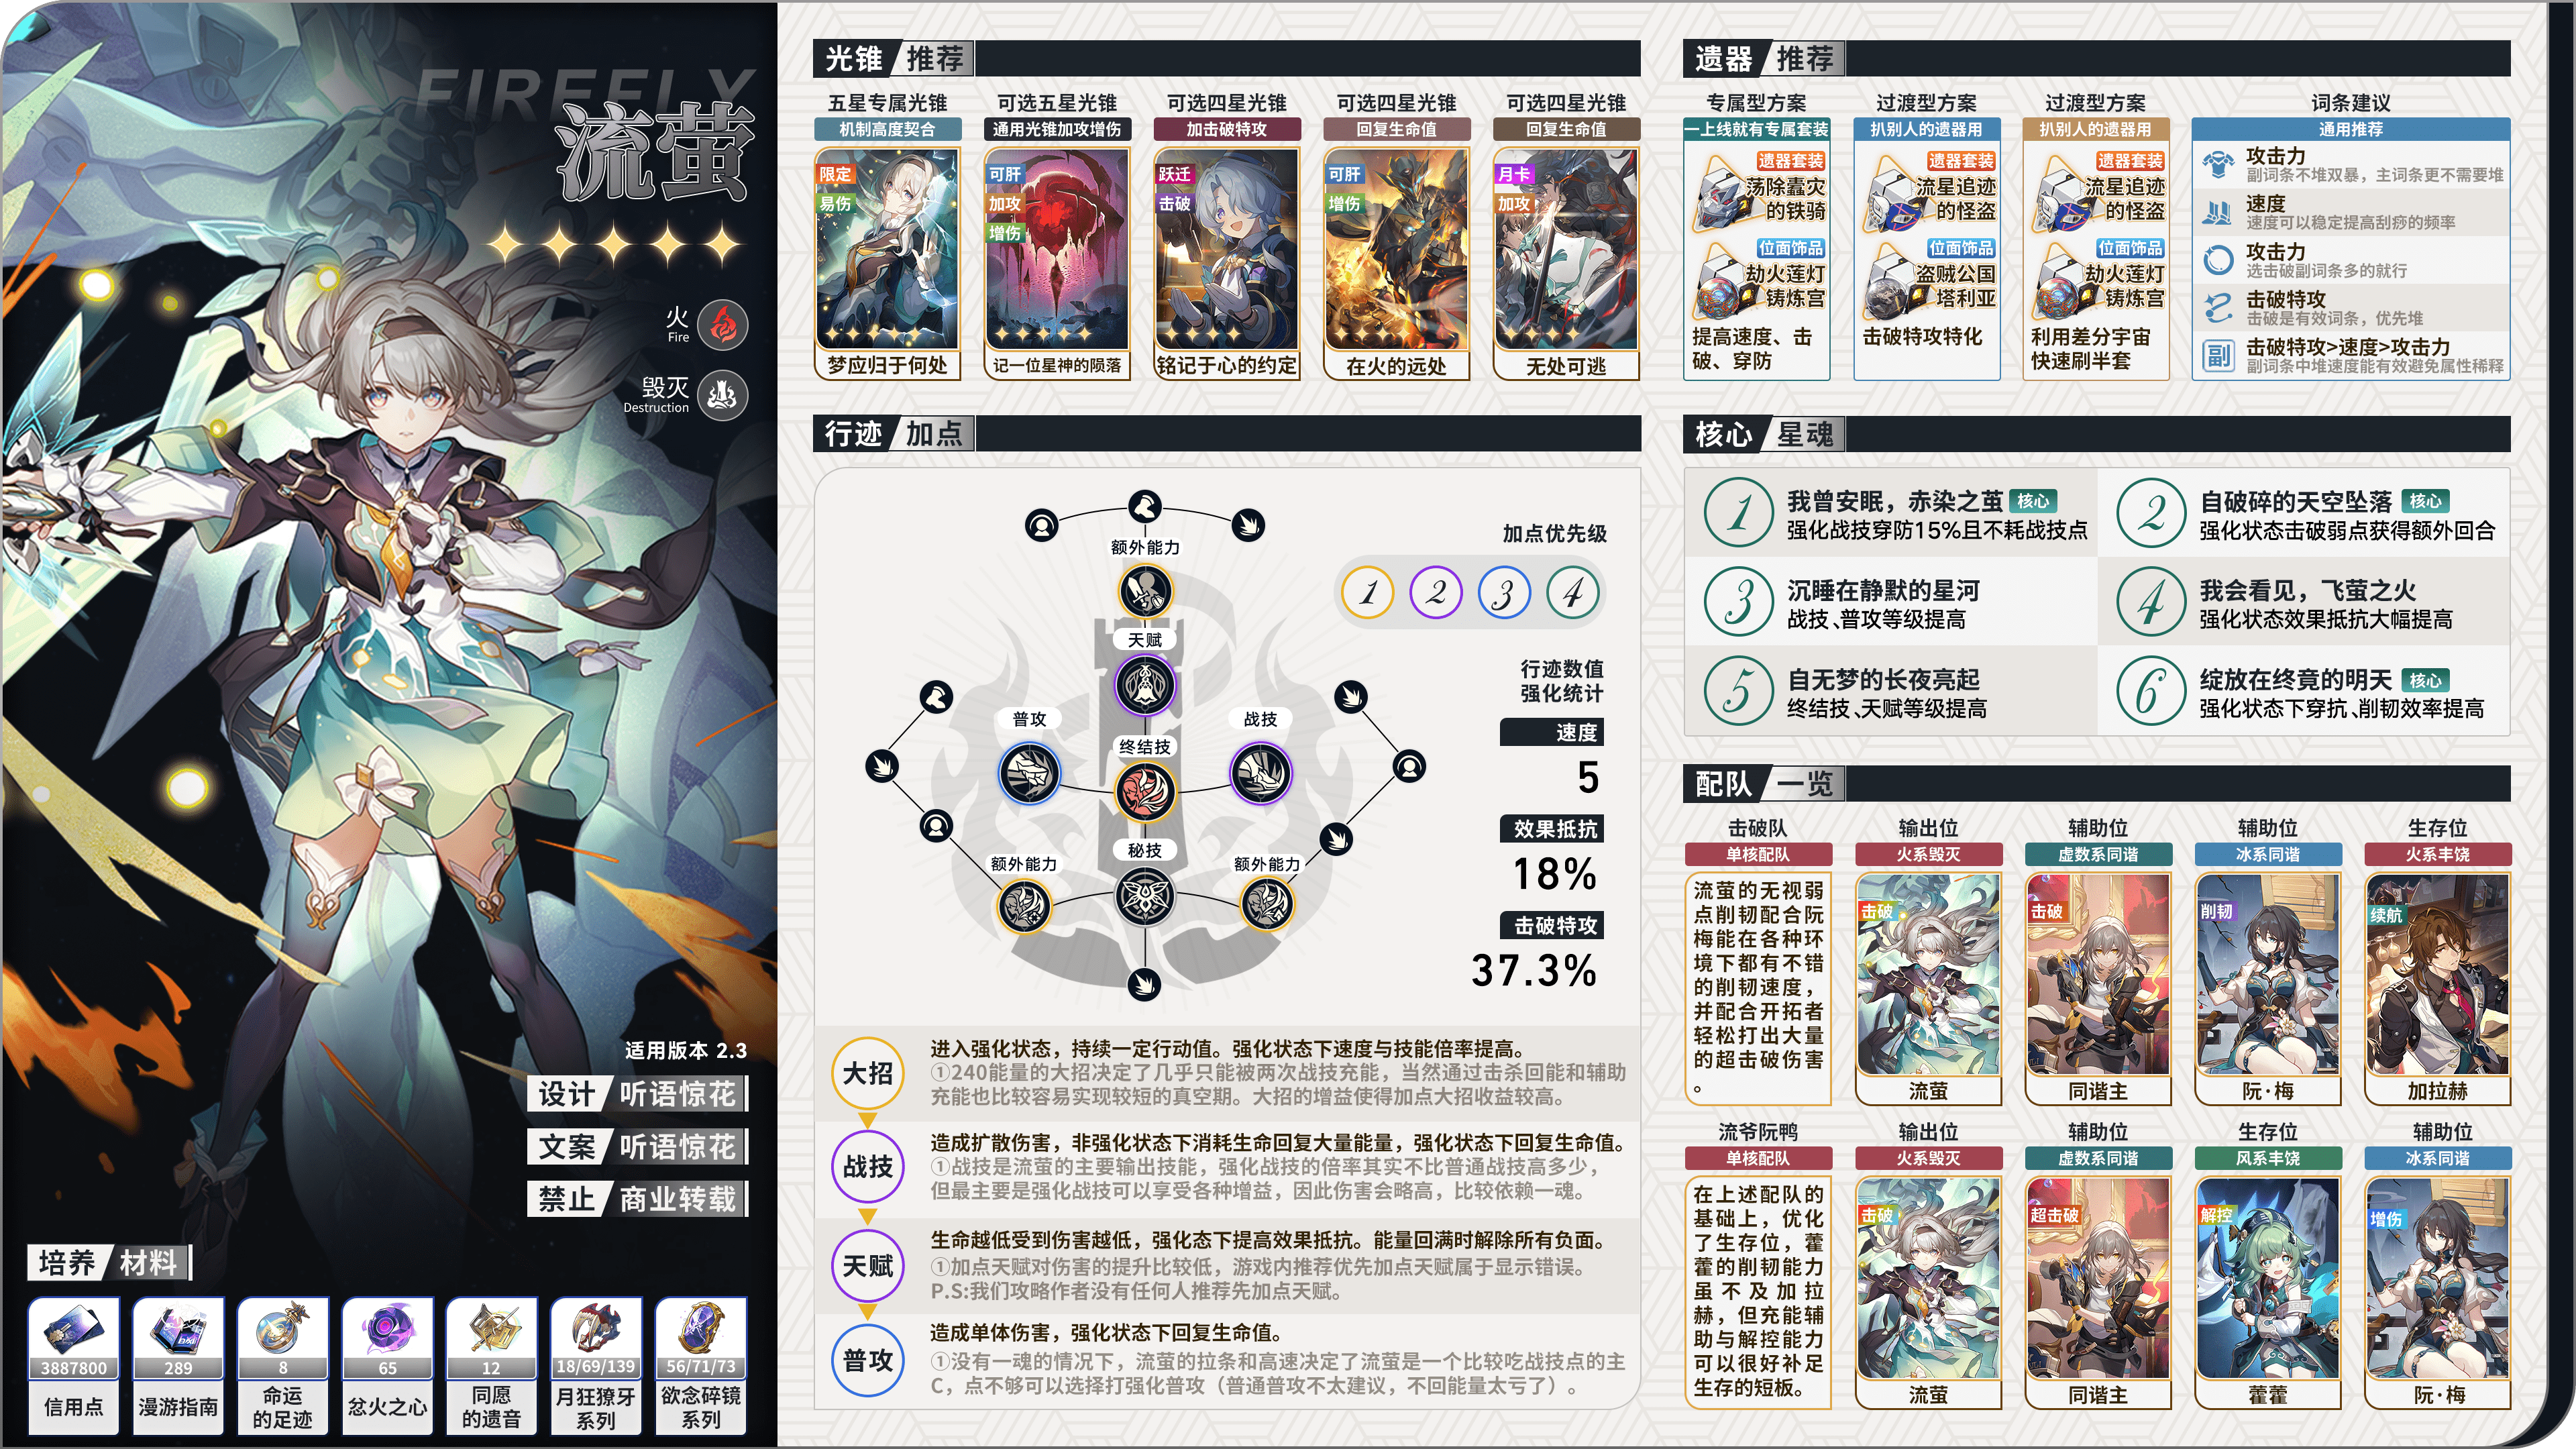 FIREFLY
流萤
火
Fire
毁灭
Destruction
适用版本 2.3
设计 听语惊花
文案 听语惊花
禁止 商业转载
培养 材料
3887800
信用点
289
漫游指南
8
命运
的足迹
65
忿火之心
12
同愿
的遗音
18/69/139
月狂獠牙
系列
56/71/73
欲念碎镜
系列
光锥 推荐
五星专属光锥
机制高度契合
限定
易伤
梦应归于何处
可选五星光锥
通用光锥加攻增伤
可肝
加攻
增伤
记一位星神的陨落
可选四星光锥
加击破特攻
跃迁
击破
铭记于心的约定
可选四星光锥
回复生命值
可肝
增伤
在火的远处
可选四星光锥
回复生命值
月卡
加攻
无处可逃
行迹 加点
额外能力
天赋
普攻
终结技
战技
秘技
额外能力
额外能力
加点优先级
1 2 3 4
行迹数值
强化统计
速度
5
效果抵抗
18%
击破特攻
37.3%
大招
进入强化状态，持续一定行动值。强化状态下速度与技能倍率提高。
①240能量的大招决定了几乎只能被两次战技充能，当然通过击杀回能和辅助
充能也比较容易实现较短的真空期。大招的增益使得加点大招收益较高。
战技
造成扩散伤害，非强化状态下消耗生命回复大量能量，强化状态下回复生命值。
①战技是流萤的主要输出技能，强化战技的倍率其实不比普通战技高多少，
但最主要是强化战技可以享受各种增益，因此伤害会略高，比较依赖一魂。
天赋
生命越低受到伤害越低，强化态下提高效果抵抗。能量回满时解除所有负面。
①加点天赋对伤害的提升比较低，游戏内推荐优先加点天赋属于显示错误。
P.S:我们攻略作者没有任何人推荐先加点天赋。
普攻
造成单体伤害，强化状态下回复生命值。
①没有一魂的情况下，流萤的拉条和高速决定了流萤是一个比较吃战技点的主
C，点不够可以选择打强化普攻（普通普攻不太建议，不回能量太亏了）。
遗器 推荐
专属型方案
一上线就有专属套装
遗器套装
荡除蠹灾
的铁骑
位面饰品
劫火莲灯
铸炼宫
提高速度、击
破、穿防
过渡型方案
扒别人的遗器用
遗器套装
流星追迹
的怪盗
位面饰品
盗贼公国
塔利亚
击破特攻特化
过渡型方案
扒别人的遗器用
遗器套装
流星追迹
的怪盗
位面饰品
劫火莲灯
铸炼宫
利用差分宇宙
快速刷半套
词条建议
通用推荐
攻击力
副词条不堆双暴，主词条更不需要堆
速度
速度可以稳定提高刮痧的频率
攻击力
选击破副词条多的就行
击破特攻
击破是有效词条，优先堆
副
击破特攻>速度>攻击力
副词条中堆速度能有效避免属性稀释
核心 星魂
1
我曾安眠，赤染之茧 核心
强化战技穿防15%且不耗战技点
2
自破碎的天空坠落 核心
强化状态击破弱点获得额外回合
3
沉睡在静默的星河
战技、普攻等级提高
4
我会看见，飞萤之火
强化状态效果抵抗大幅提高
5
自无梦的长夜亮起
终结技、天赋等级提高
6
绽放在终竟的明天 核心
强化状态下穿抗、削韧效率提高
配队 一览
击破队
单核配队
流萤的无视弱
点削韧配合阮
梅能在各种环
境下都有不错
的削韧速度，
并配合开拓者
轻松打出大量
的超击破伤害
。
输出位
火系毁灭
击破
流萤
辅助位
虚数系同谐
击破
同谐主
辅助位
冰系同谐
削韧
阮·梅
生存位
火系丰饶
续航
加拉赫
流爷阮鸭
单核配队
在上述配队的
基础上，优化
了生存位，藿
藿的削韧能力
虽不及加拉
赫，但充能辅
助与解控能力
可以很好补足
生存的短板。
输出位
火系毁灭
击破
流萤
辅助位
虚数系同谐
超击破
同谐主
生存位
风系丰饶
解控
藿藿
辅助位
冰系同谐
增伤
阮·梅